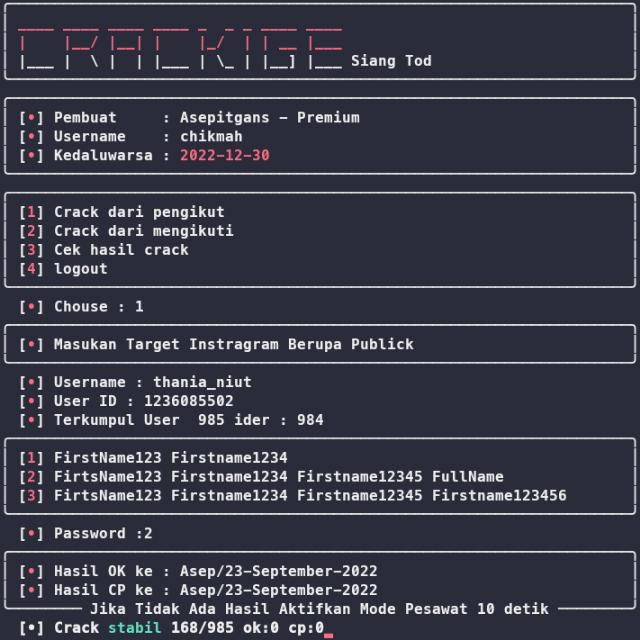 CRACKIG Siang Tod
[•] Pembuat     : Asepitgans – Premium
[•] Username    : chikmah
[•] Kedaluwarsa : 2022–12–30
[1] Crack dari pengikut
[2] Crack dari mengikuti
[3] Cek hasil crack
[4] logout
[•] Chouse : 1
[•] Masukan Target Instragram Berupa Publick
[•] Username : thania_niut
[•] User ID : 1236085502
[•] Terkumpul User  985 ider : 984
[1] FirstName123 Firstname1234
[2] FirtsName123 Firstname1234 Firstname12345 FullName
[3] FirtsName123 Firstname1234 Firstname12345 Firstname123456
[•] Password :2
[•] Hasil OK ke : Asep/23–September–2022
[•] Hasil CP ke : Asep/23–September–2022
Jika Tidak Ada Hasil Aktifkan Mode Pesawat 10 detik
[•] Crack stabil 168/985 ok:0 cp:0